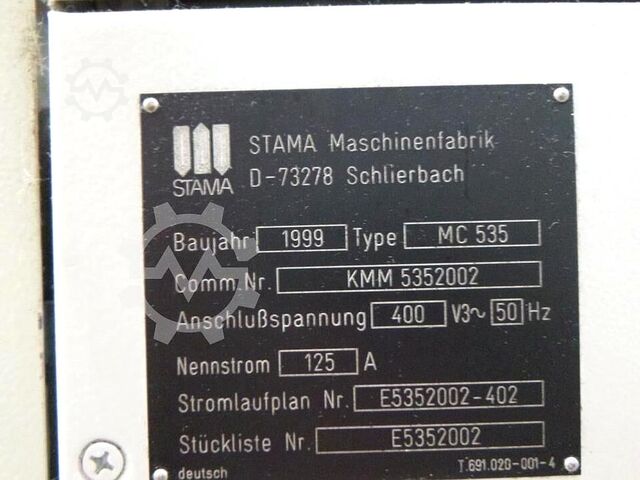 STAMA Maschinenfabrik
STAMA D-73278 Schlierbach
Baujahr 1999 Type MC 535
Comm.Nr. KMM 5352002
Anschlußspannung 400 V3~ 50 Hz
Nennstrom 125 A
Stromlaufplan Nr. E5352002-402
Stückliste Nr. E5352002
deutsch T.691.020-001-4